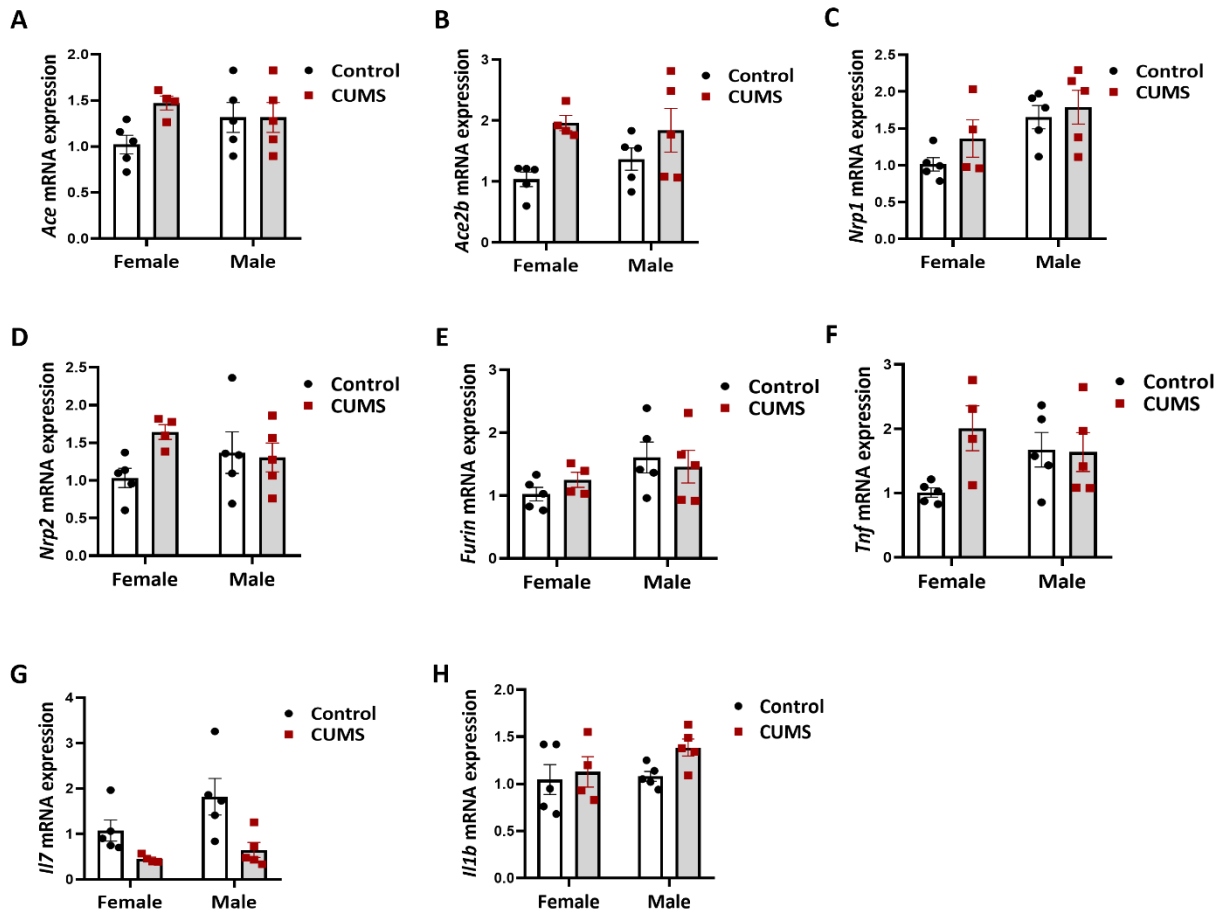 A
Ace mRNA expression
2.0
1.5
1.0
0.5
0.0
Female
Male
Control
CUMS
B
Ace2b mRNA expression
3
2
1
0
Female
Male
Control
CUMS
C
Nrp1 mRNA expression
2.5
2.0
1.5
1.0
0.5
0.0
Female
Male
Control
CUMS
D
Nrp2 mRNA expression
2.5
2.0
1.5
1.0
0.5
0.0
Female
Male
Control
CUMS
E
Furin mRNA expression
3
2
1
0
Female
Male
Control
CUMS
F
Tnf mRNA expression
3
2
1
0
Female
Male
Control
CUMS
G
Il7 mRNA expression
4
3
2
1
0
Female
Male
Control
CUMS
H
Il1b mRNA expression
2.0
1.5
1.0
0.5
0.0
Female
Male
Control
CUMS